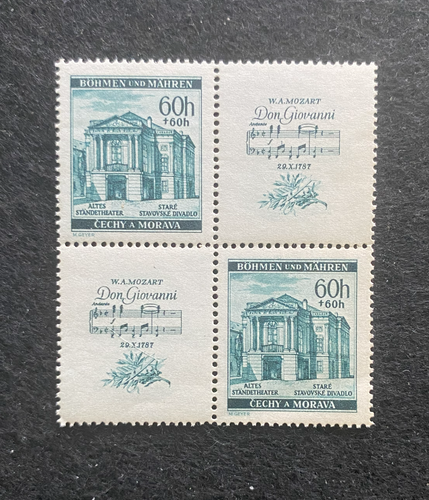 BÖHMEN UND MÄHREN
60h
+60h
ALTES
STÄNDETHEATER
STARÉ
STAVOVSKÉ DIVADLO
ČECHY A MORAVA
W.A.MOZART
Don Giovanni
Andante
29.X.1787
W.A.MOZART
Don Giovanni
Andante
29.X.1787
BÖHMEN UND MÄHREN
60h
+60h
ALTES
STÄNDETHEATER
STARÉ
STAVOVSKÉ DIVADLO
ČECHY A MORAVA